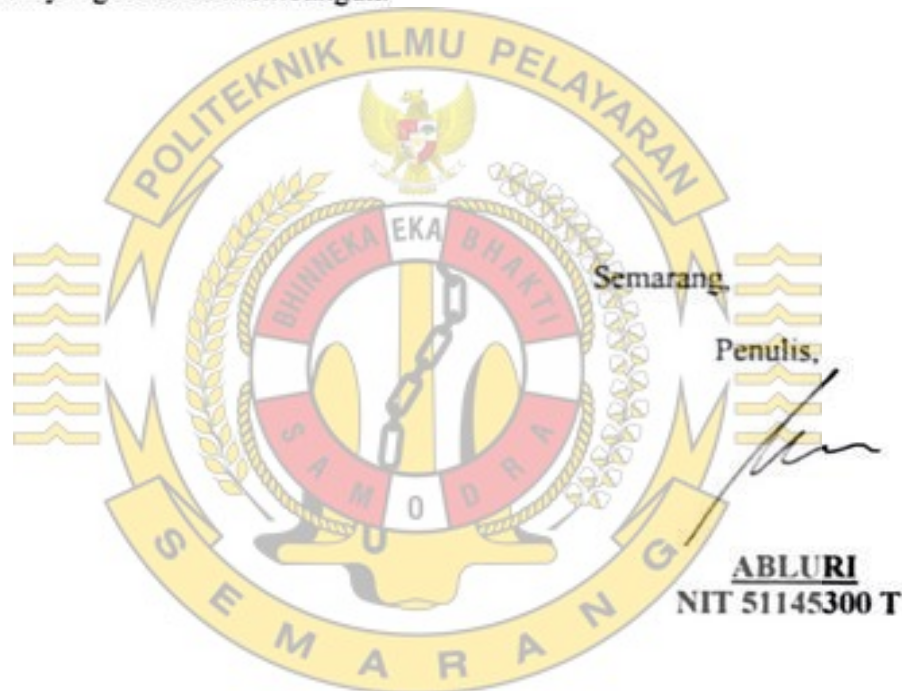 POLITEKNIK ILMU PELAYARAN
BHINNEKA EKA BHAKTI
SAMODRA
SEMARANG
Semarang,
Penulis,
ABLURI
NIT 51145300 T